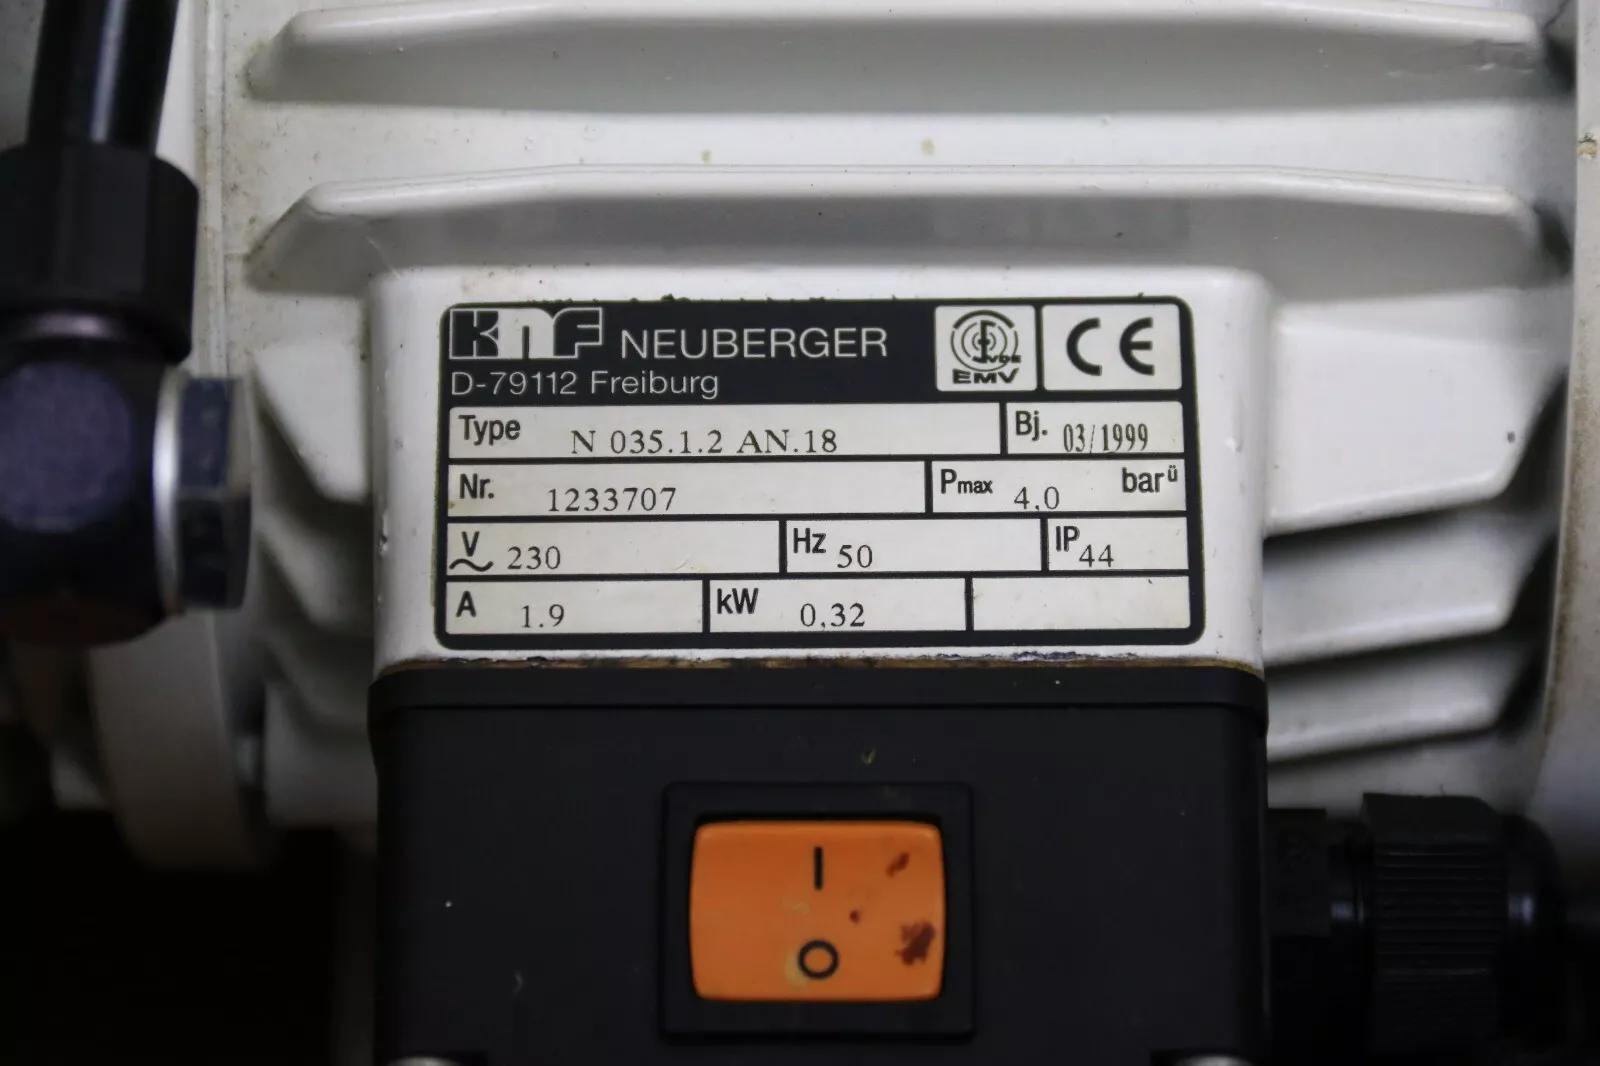 KNF NEUBERGER
D-79112 Freiburg
VDE
EMV
CE
Type N 035.1.2 AN.18
Bj. 03/1999
Nr. 1233707
Pmax 4,0 barü
V~ 230
Hz 50
IP 44
A 1.9
kW 0,32
I
O